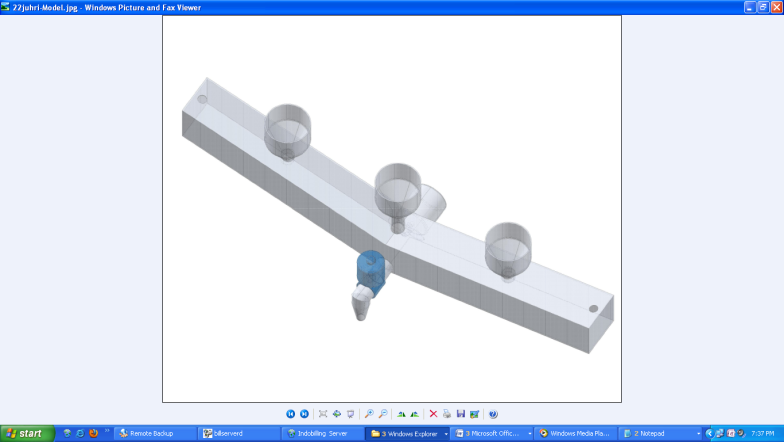 22juhri-Model.jpg - Windows Picture and Fax Viewer
start
Remote Backup
billserverd
Indobilling Server
3 Windows Explorer
3 Microsoft Offic...
Windows Media Pla...
2 Notepad
7:37 PM